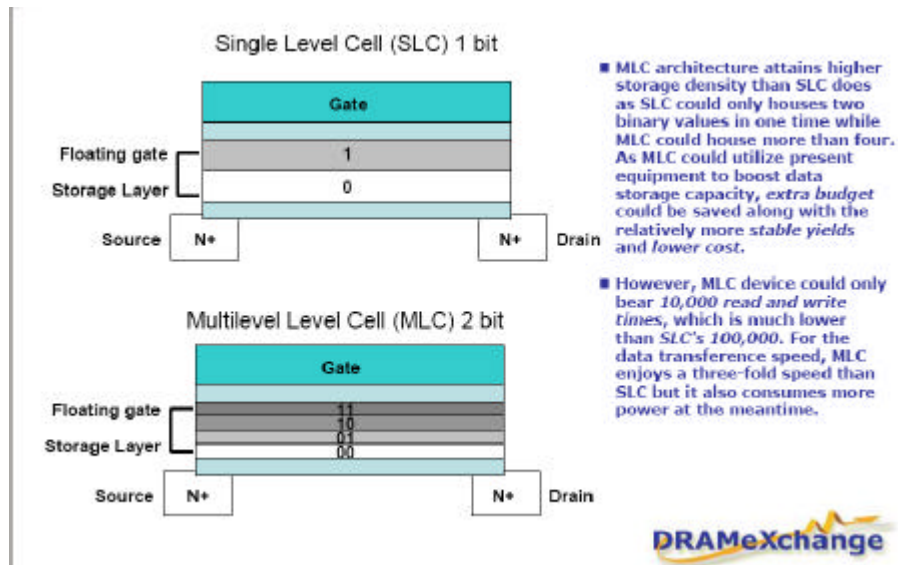 Single Level Cell (SLC) 1 bit
Gate
Floating gate
1
Storage Layer
0
Source
N+
N+
Drain
Multilevel Level Cell (MLC) 2 bit
Gate
Floating gate
11
10
01
Storage Layer
00
Source
N+
N+
Drain
MLC architecture attains higher
storage density than SLC does
as SLC could only houses two
binary values in one time while
MLC could house more than four.
As MLC could utilize present
equipment to boost data
storage capacity, extra budget
could be saved along with the
relatively more stable yields
and lower cost.
However, MLC device could only
bear 10,000 read and write
times, which is much lower
than SLC's 100,000. For the
data transference speed, MLC
enjoys a three-fold speed than
SLC but it also consumes more
power at the meantime.
DRAMeXchange